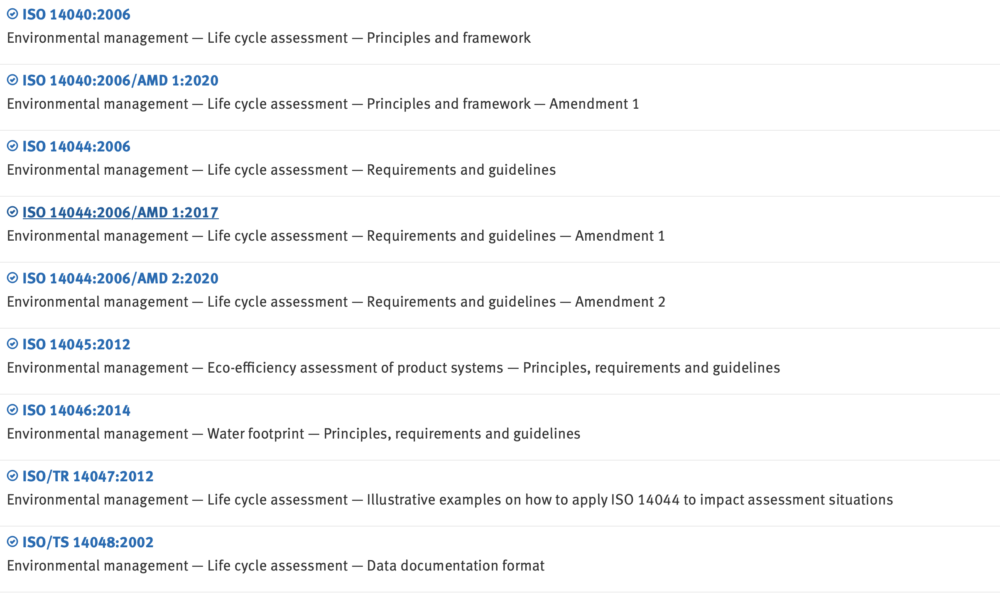 ISO 14040:2006
Environmental management — Life cycle assessment — Principles and framework
ISO 14040:2006/AMD 1:2020
Environmental management — Life cycle assessment — Principles and framework — Amendment 1
ISO 14044:2006
Environmental management — Life cycle assessment — Requirements and guidelines
ISO 14044:2006/AMD 1:2017
Environmental management — Life cycle assessment — Requirements and guidelines — Amendment 1
ISO 14044:2006/AMD 2:2020
Environmental management — Life cycle assessment — Requirements and guidelines — Amendment 2
ISO 14045:2012
Environmental management — Eco-efficiency assessment of product systems — Principles, requirements and guidelines
ISO 14046:2014
Environmental management — Water footprint — Principles, requirements and guidelines
ISO/TR 14047:2012
Environmental management — Life cycle assessment — Illustrative examples on how to apply ISO 14044 to impact assessment situations
ISO/TS 14048:2002
Environmental management — Life cycle assessment — Data documentation format